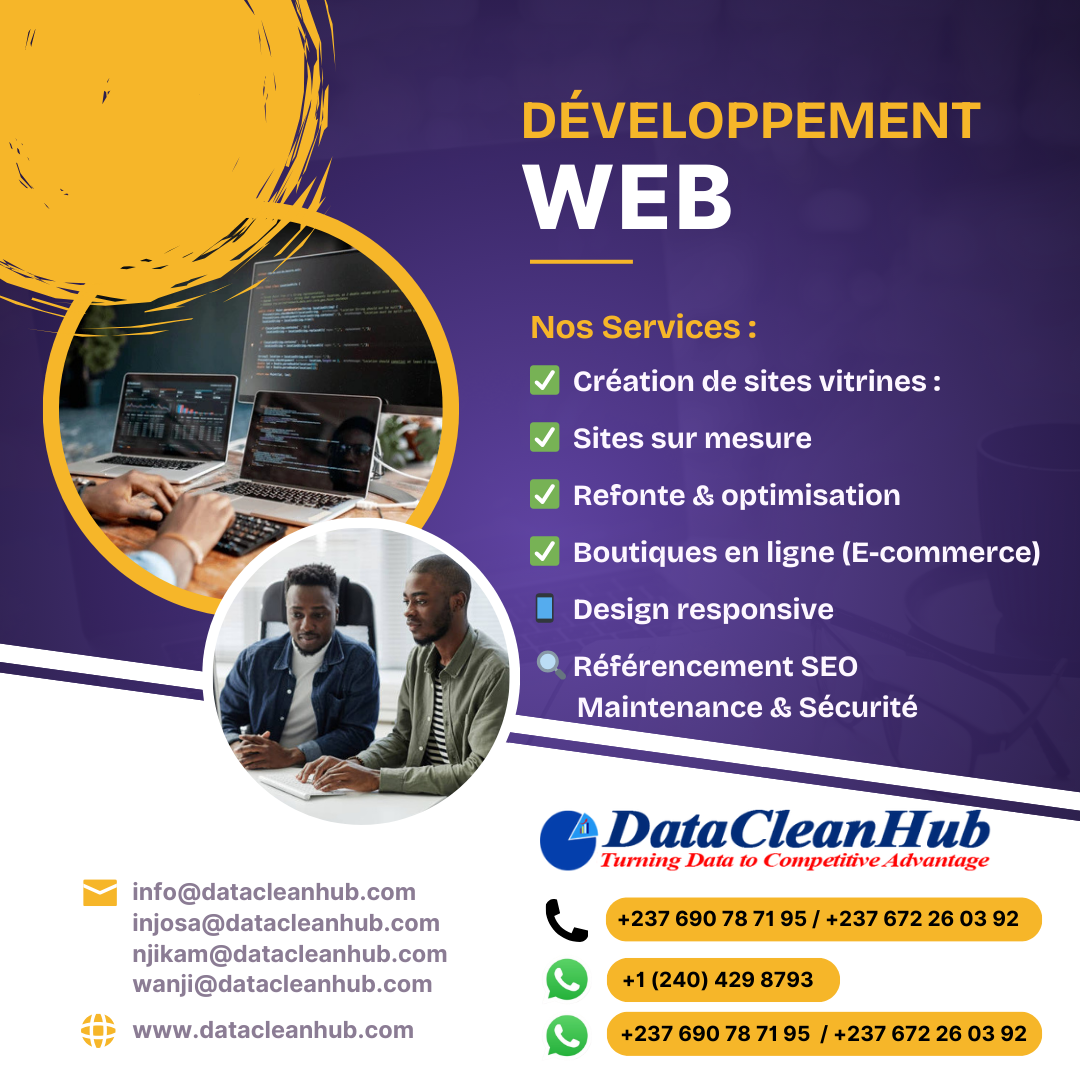 DÉVELOPPEMENT
WEB
Nos Services :
✅ Création de sites vitrines :
✅ Sites sur mesure
✅ Refonte & optimisation
✅ Boutiques en ligne (E-commerce)
📱 Design responsive
🔍 Référencement SEO
Maintenance & Sécurité
DataCleanHub
Turning Data to Competitive Advantage
info@datacleanhub.com
injosa@datacleanhub.com
njikam@datacleanhub.com
wanji@datacleanhub.com
www.datacleanhub.com
+237 690 78 71 95 / +237 672 26 03 92
+1 (240) 429 8793
+237 690 78 71 95 / +237 672 26 03 92